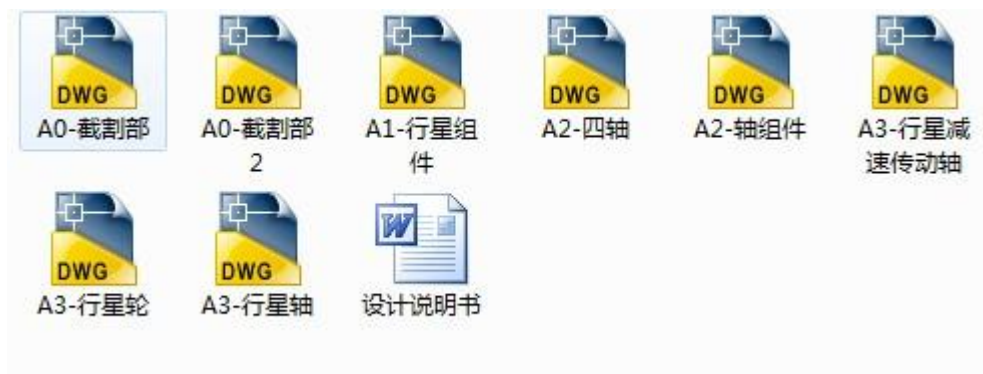 DWG DWG DWG DWG DWG DWG
A0-截割部 A0-截割部 A1-行星组 A2-四轴 A2-轴组件 A3-行星减
2 件 速传动轴
DWG DWG W
A3-行星轮 A3-行星轴 设计说明书